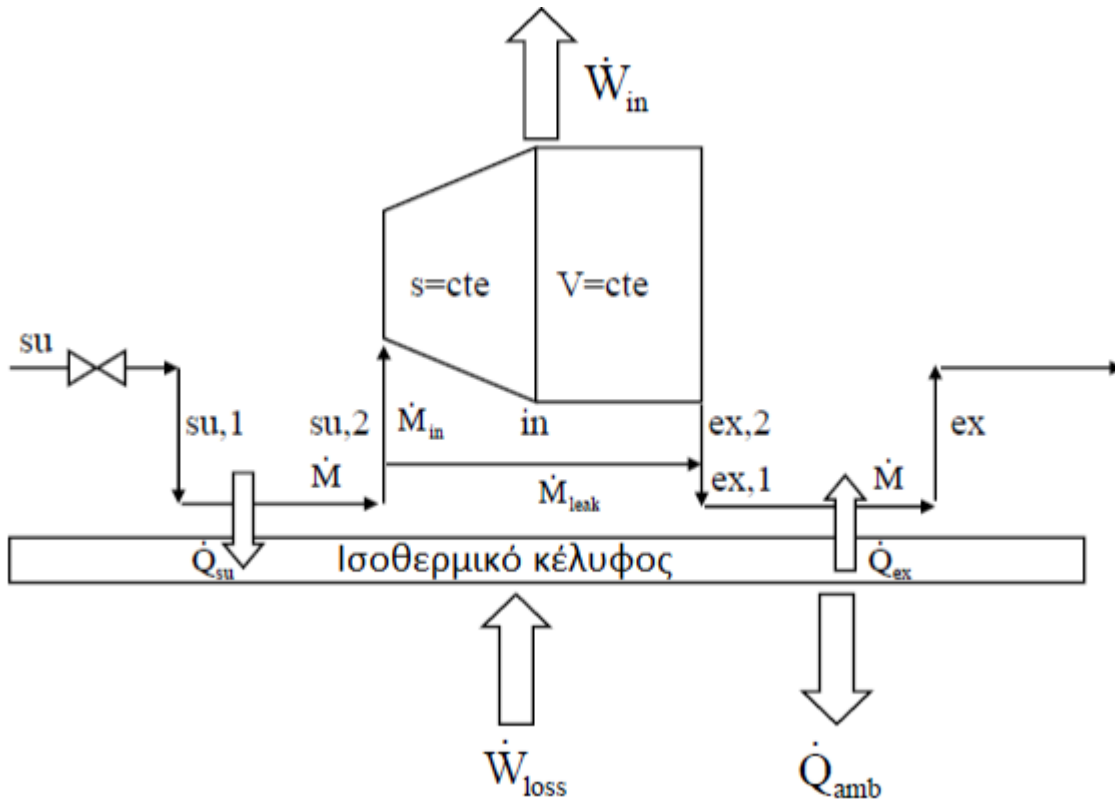 Ẇin
s=cte
V=cte
su
su,1
su,2
Ṁin
in
ex,2
ex
Ṁ
Ṁleak
ex,1
Ṁ
Q̇su
Ισοθερμικό κέλυφος
Q̇ex
Ẇloss
Q̇amb